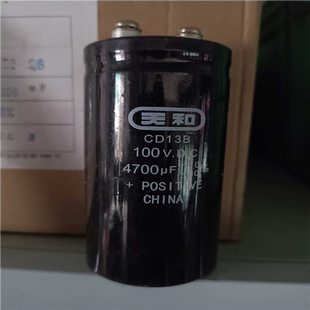 天和
CD13B
100V.DC
4700μF
+ POSITIVE
CHINA